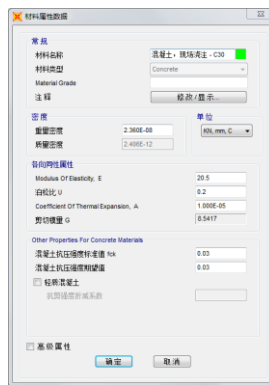 材料属性数据
常规
材料名称 混凝土，现场浇注 - C30
材料类型 Concrete
Material Grade
注释 修改/显示...
密度 单位
重量密度 2.360E-08 KN, mm, C
质量密度 2.406E-12
各向同性属性
Modulus Of Elasticity, E 20.5
泊松比 U 0.2
Coefficient Of Thermal Expansion, A 1.000E-05
剪切模量 G 8.5417
Other Properties For Concrete Materials
混凝土抗压强度标准值 fck 0.03
混凝土抗压强度期望值 0.03
轻质混凝土
抗剪强度折减系数
高级属性
确定 取消